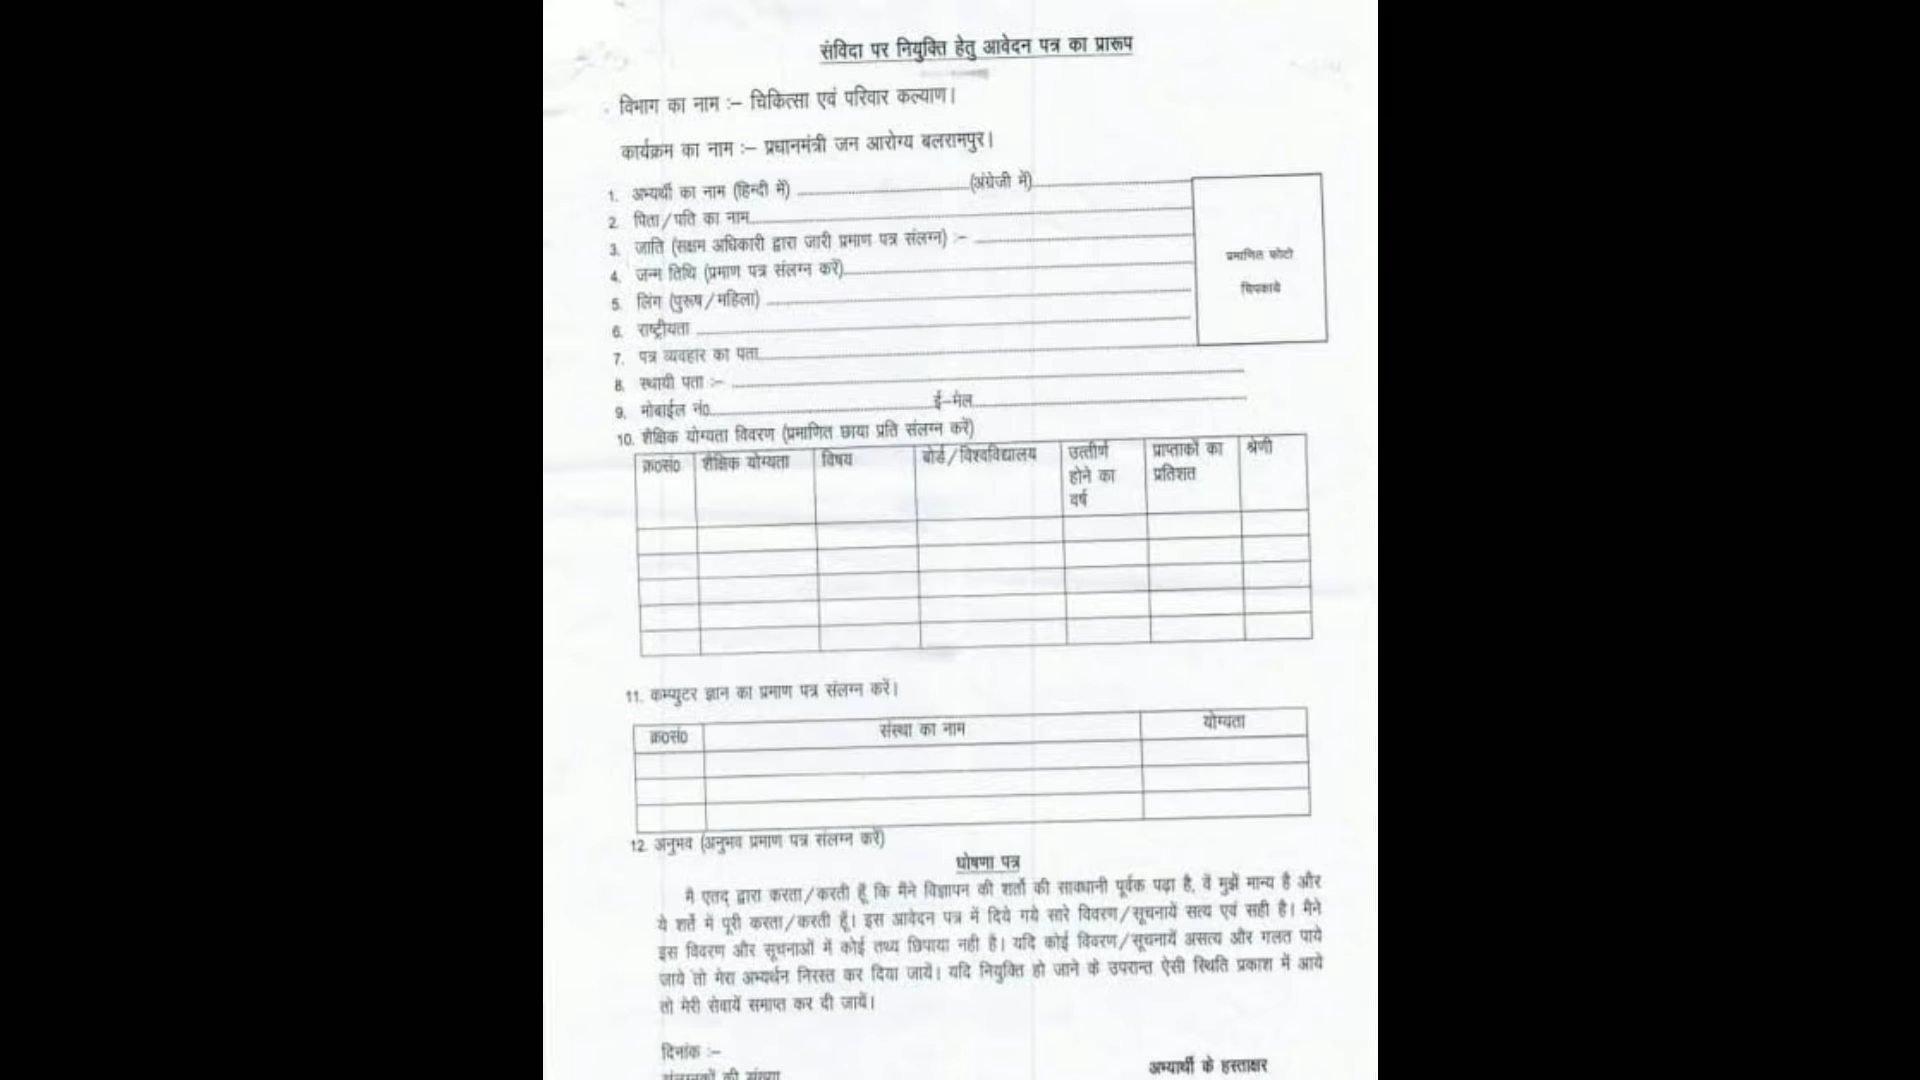 संविदा पर नियुक्ति हेतु आवेदन पत्र का प्रारूप
विभाग का नाम :– चिकित्सा एवं परिवार कल्याण।
कार्यक्रम का नाम :– प्रधानमंत्री जन आरोग्य बलरामपुर।
1. अभ्यर्थी का नाम (हिन्दी में) (अंग्रेजी में)
2. पिता/पति का नाम
3. जाति (सक्षम अधिकारी द्वारा जारी प्रमाण पत्र संलग्न) :–
4. जन्म तिथि (प्रमाण पत्र संलग्न करें)
5. लिंग (पुरूष/महिला)
6. राष्ट्रीयता
7. पत्र व्यवहार का पता
8. स्थायी पता :–
9. मोबाईल नं0 ई–मेल
प्रमाणित फोटो
चिपकाये
10. शैक्षिक योग्यता विवरण (प्रमाणित छाया प्रति संलग्न करें)
क्र0सं0 शैक्षिक योग्यता विषय बोर्ड/विश्वविद्यालय उत्तीर्ण होने का वर्ष प्राप्ताकों का प्रतिशत श्रेणी
11. कम्प्युटर ज्ञान का प्रमाण पत्र संलग्न करें।
क्र0सं0 संस्था का नाम योग्यता
12. अनुभव (अनुभव प्रमाण पत्र संलग्न करें)
घोषणा पत्र
मै एतद् द्वारा करता/करती हूँ कि मैने विज्ञापन की शर्तो की सावधानी पूर्वक पढ़ा है, वें मुझें मान्य है और
ये शर्ते में पूरी करता/करती हूँ। इस आवेदन पत्र में दिये गये सारे विवरण/सूचनायें सत्य एवं सही है। मैने
इस विवरण और सूचनाओं में कोई तथ्य छिपाया नही है। यदि कोई विवरण/सूचनायें असत्य और गलत पाये
जाये तो मेरा अभ्यर्थन निरस्त कर दिया जायें। यदि नियुक्ति हो जाने के उपरान्त ऐसी स्थिति प्रकाश में आये
तो मेरी सेवायें समाप्त कर दी जायें।
दिनांक :–
अभ्यार्थी के हस्ताक्षर
की संख्या